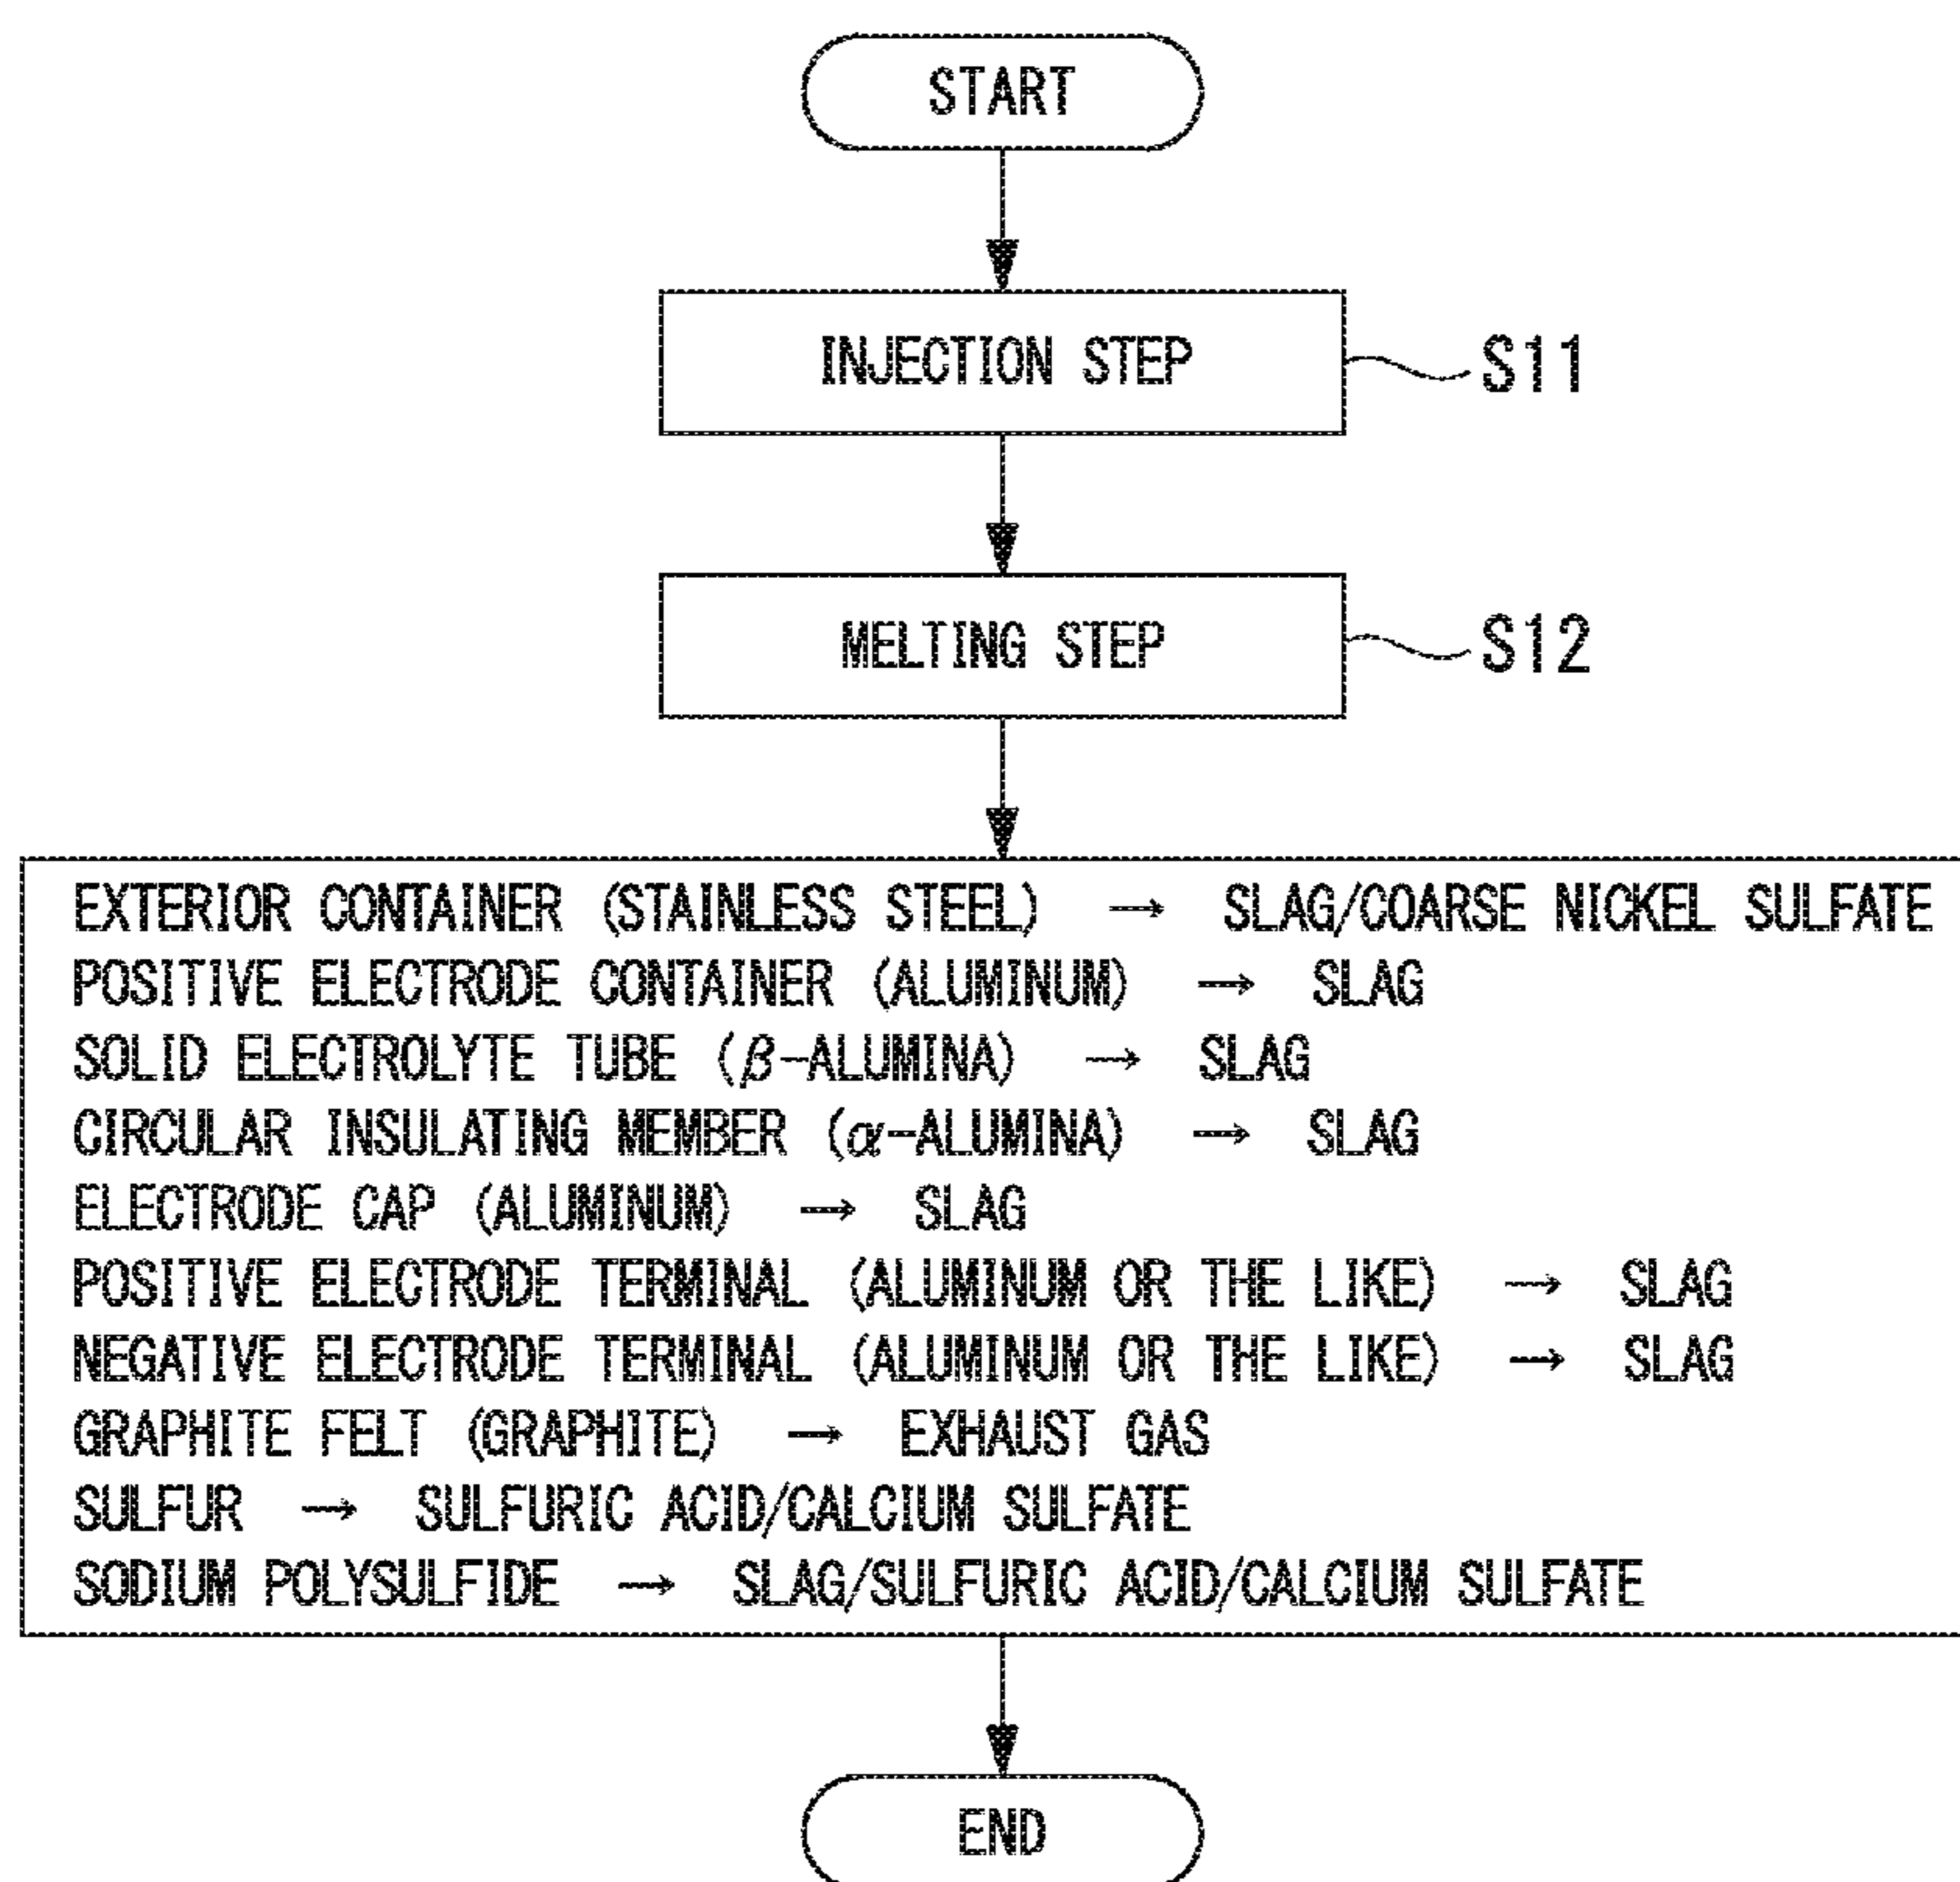 START
INJECTION STEP
S11
MELTING STEP
S12
EXTERIOR CONTAINER (STAINLESS STEEL) → SLAG/COARSE NICKEL SULFATE
POSITIVE ELECTRODE CONTAINER (ALUMINUM) → SLAG
SOLID ELECTROLYTE TUBE (β-ALUMINA) → SLAG
CIRCULAR INSULATING MEMBER (α-ALUMINA) → SLAG
ELECTRODE CAP (ALUMINUM) → SLAG
POSITIVE ELECTRODE TERMINAL (ALUMINUM OR THE LIKE) → SLAG
NEGATIVE ELECTRODE TERMINAL (ALUMINUM OR THE LIKE) → SLAG
GRAPHITE FELT (GRAPHITE) → EXHAUST GAS
SULFUR → SULFURIC ACID/CALCIUM SULFATE
SODIUM POLYSULFIDE → SLAG/SULFURIC ACID/CALCIUM SULFATE
END